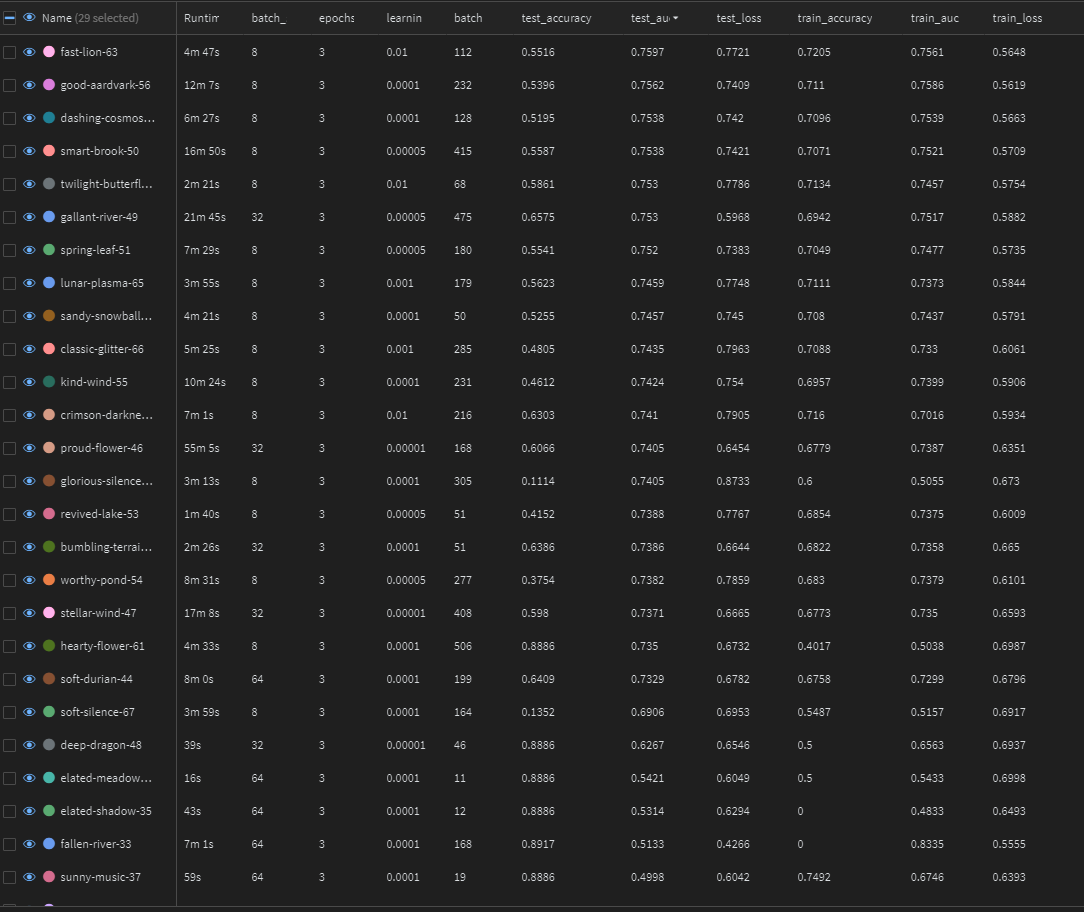 Name (29 selected) Runtim batch_ epochs learnin batch test_accuracy test_au test_loss train_accuracy train_auc train_loss
fast-lion-63 4m 47s 8 3 0.01 112 0.5516 0.7597 0.7721 0.7205 0.7561 0.5648
good-aardvark-56 12m 7s 8 3 0.0001 232 0.5396 0.7562 0.7409 0.711 0.7586 0.5619
dashing-cosmos... 6m 27s 8 3 0.0001 128 0.5195 0.7538 0.742 0.7096 0.7539 0.5663
smart-brook-50 16m 50s 8 3 0.00005 415 0.5587 0.7538 0.7421 0.7071 0.7521 0.5709
twilight-butterfl... 2m 21s 8 3 0.01 68 0.5861 0.753 0.7786 0.7134 0.7457 0.5754
gallant-river-49 21m 45s 32 3 0.00005 475 0.6575 0.753 0.5968 0.6942 0.7517 0.5882
spring-leaf-51 7m 29s 8 3 0.00005 180 0.5541 0.752 0.7383 0.7049 0.7477 0.5735
lunar-plasma-65 3m 55s 8 3 0.001 179 0.5623 0.7459 0.7748 0.7111 0.7373 0.5844
sandy-snowball... 4m 21s 8 3 0.0001 50 0.5255 0.7457 0.745 0.708 0.7437 0.5791
classic-glitter-66 5m 25s 8 3 0.001 285 0.4805 0.7435 0.7963 0.7088 0.733 0.6061
kind-wind-55 10m 24s 8 3 0.0001 231 0.4612 0.7424 0.754 0.6957 0.7399 0.5906
crimson-darkne... 7m 1s 8 3 0.01 216 0.6303 0.741 0.7905 0.716 0.7016 0.5934
proud-flower-46 55m 5s 32 3 0.00001 168 0.6066 0.7405 0.6454 0.6779 0.7387 0.6351
glorious-silence... 3m 13s 8 3 0.0001 305 0.1114 0.7405 0.8733 0.6 0.5055 0.673
revived-lake-53 1m 40s 8 3 0.00005 51 0.4152 0.7388 0.7767 0.6854 0.7375 0.6009
bumbling-terrai... 2m 26s 32 3 0.0001 51 0.6386 0.7386 0.6644 0.6822 0.7358 0.665
worthy-pond-54 8m 31s 8 3 0.00005 277 0.3754 0.7382 0.7859 0.683 0.7379 0.6101
stellar-wind-47 17m 8s 32 3 0.00001 408 0.598 0.7371 0.6665 0.6773 0.735 0.6593
hearty-flower-61 4m 33s 8 3 0.0001 506 0.8886 0.735 0.6732 0.4017 0.5038 0.6987
soft-durian-44 8m 0s 64 3 0.0001 199 0.6409 0.7329 0.6782 0.6758 0.7299 0.6796
soft-silence-67 3m 59s 8 3 0.0001 164 0.1352 0.6906 0.6953 0.5487 0.5157 0.6917
deep-dragon-48 39s 32 3 0.00001 46 0.8886 0.6267 0.6546 0.5 0.6563 0.6937
elated-meadow... 16s 64 3 0.0001 11 0.8886 0.5421 0.6049 0.5 0.5433 0.6998
elated-shadow-35 43s 64 3 0.0001 12 0.8886 0.5314 0.6294 0 0.4833 0.6493
fallen-river-33 7m 1s 64 3 0.0001 168 0.8917 0.5133 0.4266 0 0.8335 0.5555
sunny-music-37 59s 64 3 0.0001 19 0.8886 0.4998 0.6042 0.7492 0.6746 0.6393